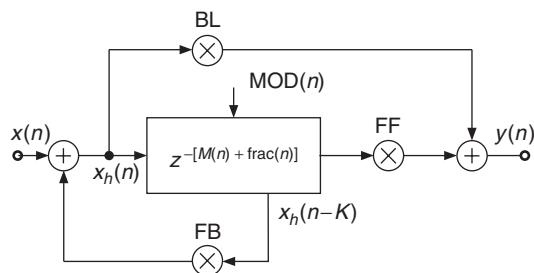 BL
MOD(n)
x(n)
+
x_h(n)
z^{-[M(n) + frac(n)]}
FF
+
y(n)
x_h(n–K)
FB